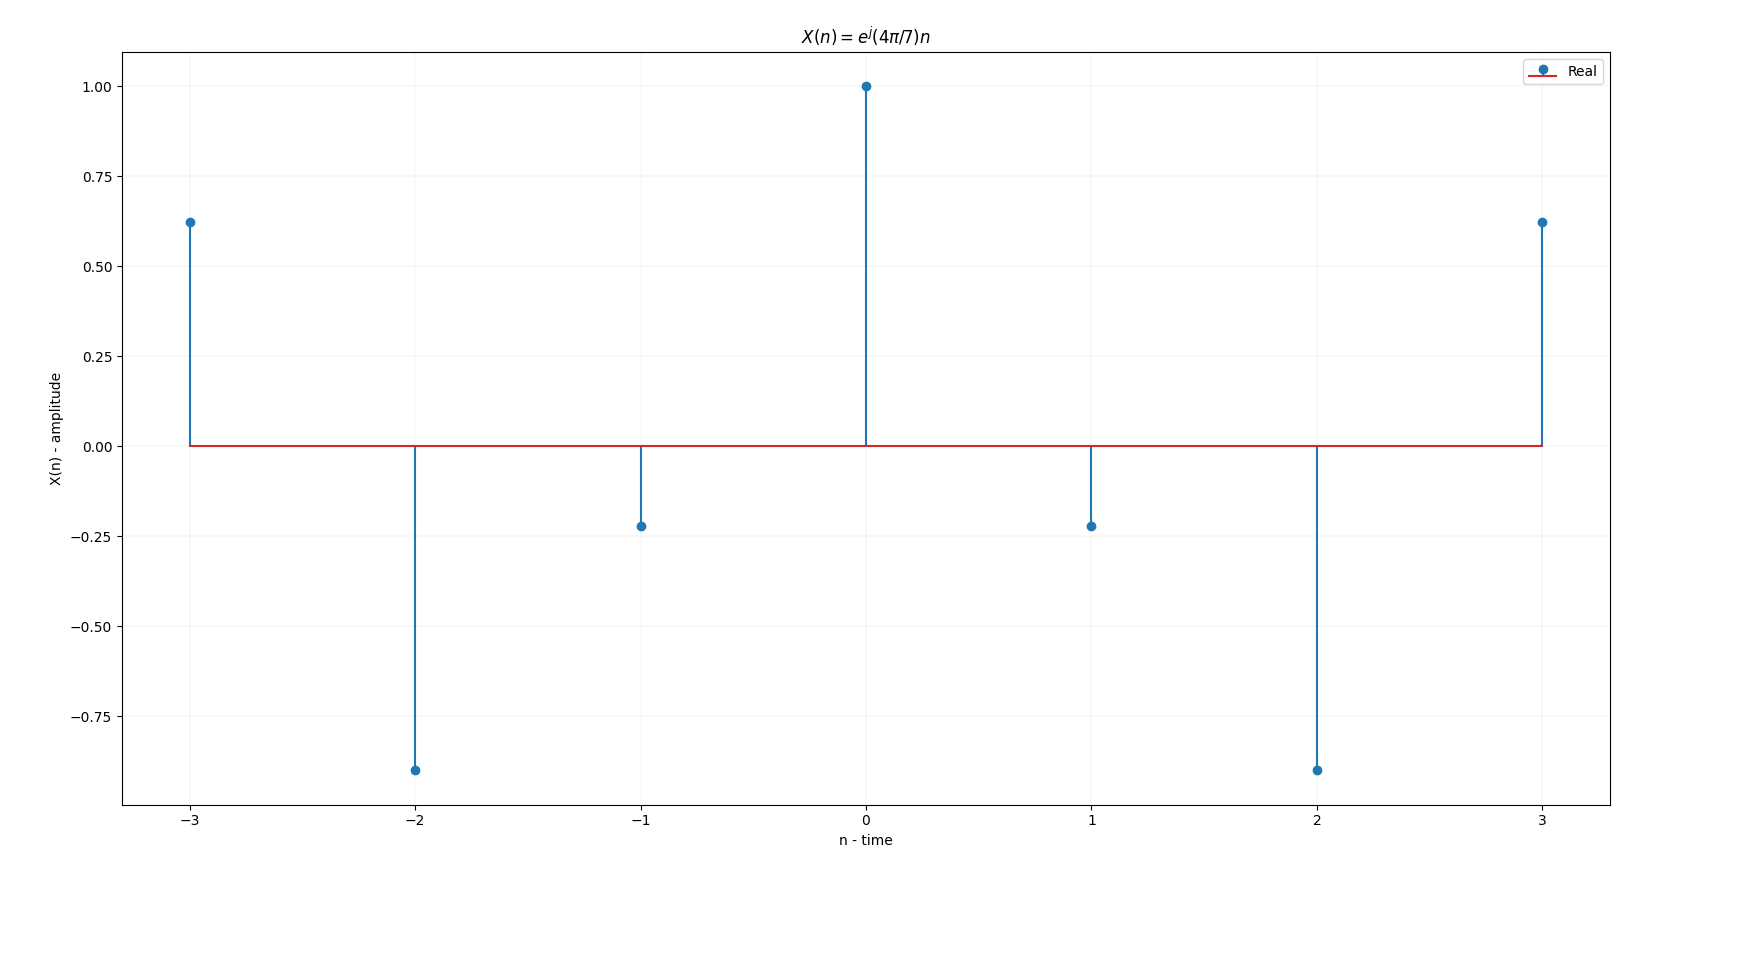 X(n) = e^j(4π/7)n
Real
1.00
0.75
0.50
0.25
0.00
−0.25
−0.50
−0.75
X(n) - amplitude
−3 −2 −1 0 1 2 3
n - time